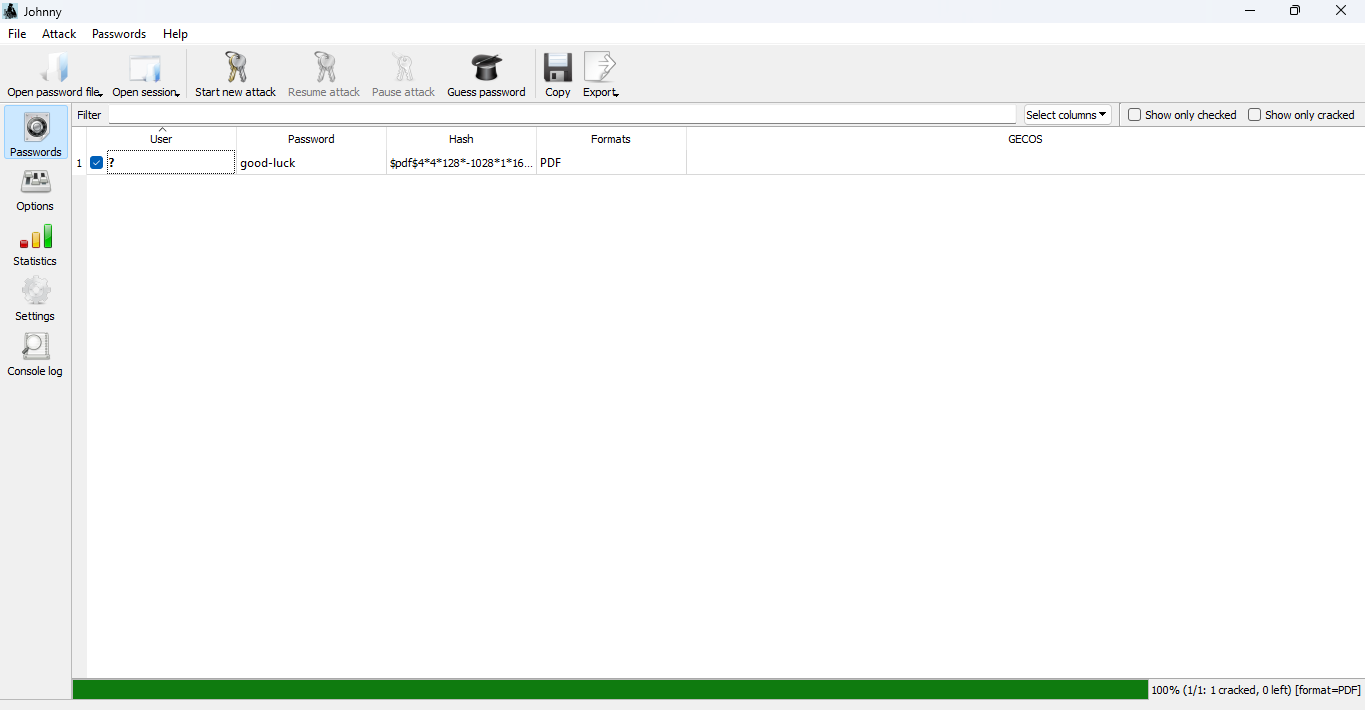 Johnny
File Attack Passwords Help
Open password file Open session Start new attack Resume attack Pause attack Guess password Copy Export
Filter Select columns Show only checked Show only cracked
Passwords
Options
Statistics
Settings
Console log
User Password Hash Formats GECOS
1 ? good-luck $pdf$4*4*128*-1028*1*16... PDF
100% (1/1: 1 cracked, 0 left) [format=PDF]